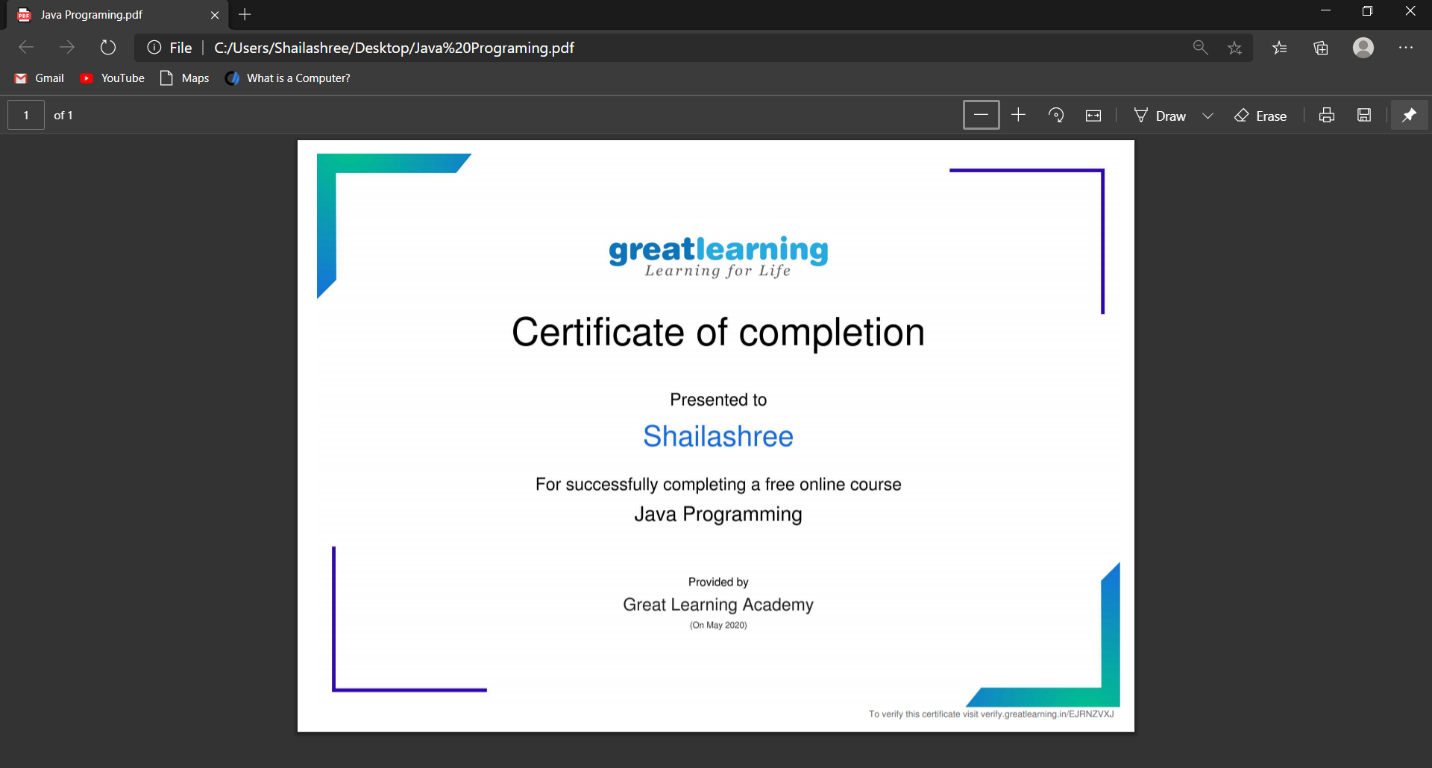 Java Programing.pdf
File | C:/Users/Shailashree/Desktop/Java%20Programing.pdf
Gmail YouTube Maps What is a Computer?
1 of 1 Draw Erase
greatlearning
Learning for Life
Certificate of completion
Presented to
Shailashree
For successfully completing a free online course
Java Programming
Provided by
Great Learning Academy
(On May 2020)
To verify this certificate visit verify.greatlearning.in/EJRNZVXJ